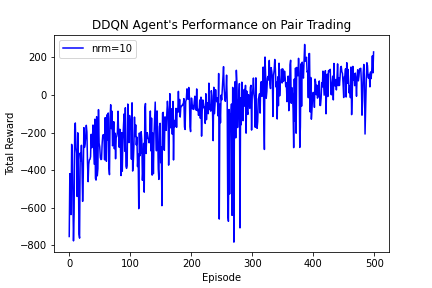 DDQN Agent's Performance on Pair Trading
nrm=10
200
0
−200
−400
−600
−800
Total Reward
0 100 200 300 400 500
Episode